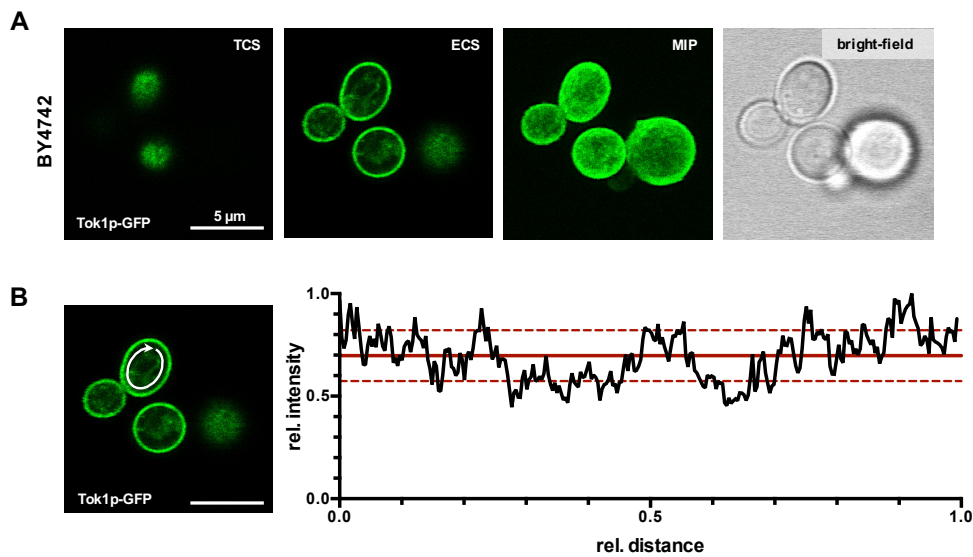 A
BY4742
TCS
Tok1p-GFP
5 µm
ECS
MIP
bright-field
B
Tok1p-GFP
rel. intensity
1.0
0.5
0.0
0.0
0.5
1.0
rel. distance